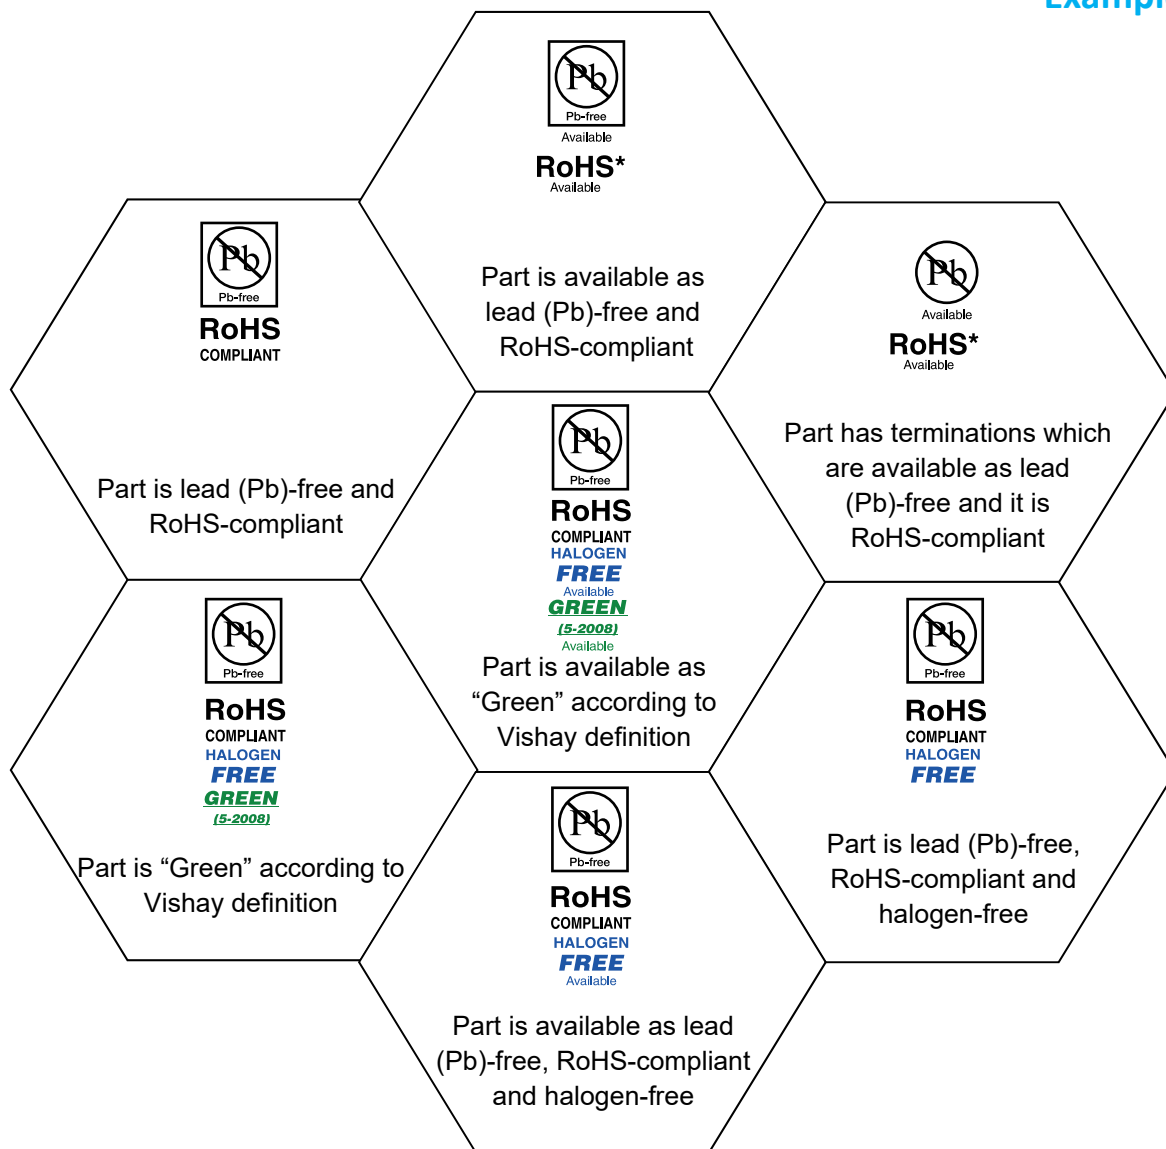 Exampl
Pb
Pb-free
Available
RoHS*
Available
Part is available as
lead (Pb)-free and
RoHS-compliant
Pb
Pb-free
RoHS
COMPLIANT
Part is lead (Pb)-free and
RoHS-compliant
Pb
Available
RoHS*
Available
Part has terminations which
are available as lead
(Pb)-free and it is
RoHS-compliant
Pb
Pb-free
RoHS
COMPLIANT
HALOGEN
FREE
Available
GREEN
(5-2008)
Available
Part is available as
“Green” according to
Vishay definition
Pb
Pb-free
RoHS
COMPLIANT
HALOGEN
FREE
GREEN
(5-2008)
Part is “Green” according to
Vishay definition
Pb
Pb-free
RoHS
COMPLIANT
HALOGEN
FREE
Part is lead (Pb)-free,
RoHS-compliant and
halogen-free
Pb
Pb-free
RoHS
COMPLIANT
HALOGEN
FREE
Available
Part is available as lead
(Pb)-free, RoHS-compliant
and halogen-free